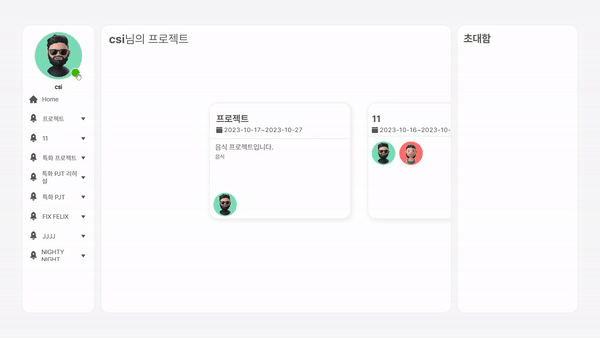 csi
Home
프로젝트
11
특화 프로젝트
특화 PJT 리허
설
특화 PJT
FIX FELIX
JJJJ
NIGHTY
NIGHT
csi님의 프로젝트
프로젝트
2023-10-17~2023-10-27
음식 프로젝트입니다.
음식
11
2023-10-16~2023-10-
초대함